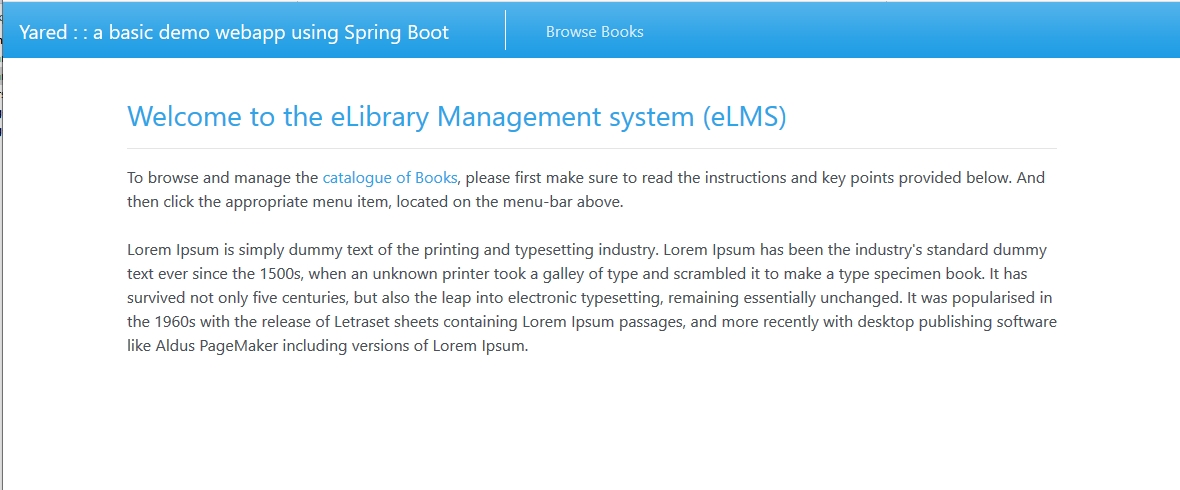 Yared : : a basic demo webapp using Spring Boot
Browse Books
Welcome to the eLibrary Management system (eLMS)
To browse and manage the catalogue of Books, please first make sure to read the instructions and key points provided below. And
then click the appropriate menu item, located on the menu-bar above.
Lorem Ipsum is simply dummy text of the printing and typesetting industry. Lorem Ipsum has been the industry's standard dummy
text ever since the 1500s, when an unknown printer took a galley of type and scrambled it to make a type specimen book. It has
survived not only five centuries, but also the leap into electronic typesetting, remaining essentially unchanged. It was popularised in
the 1960s with the release of Letraset sheets containing Lorem Ipsum passages, and more recently with desktop publishing software
like Aldus PageMaker including versions of Lorem Ipsum.